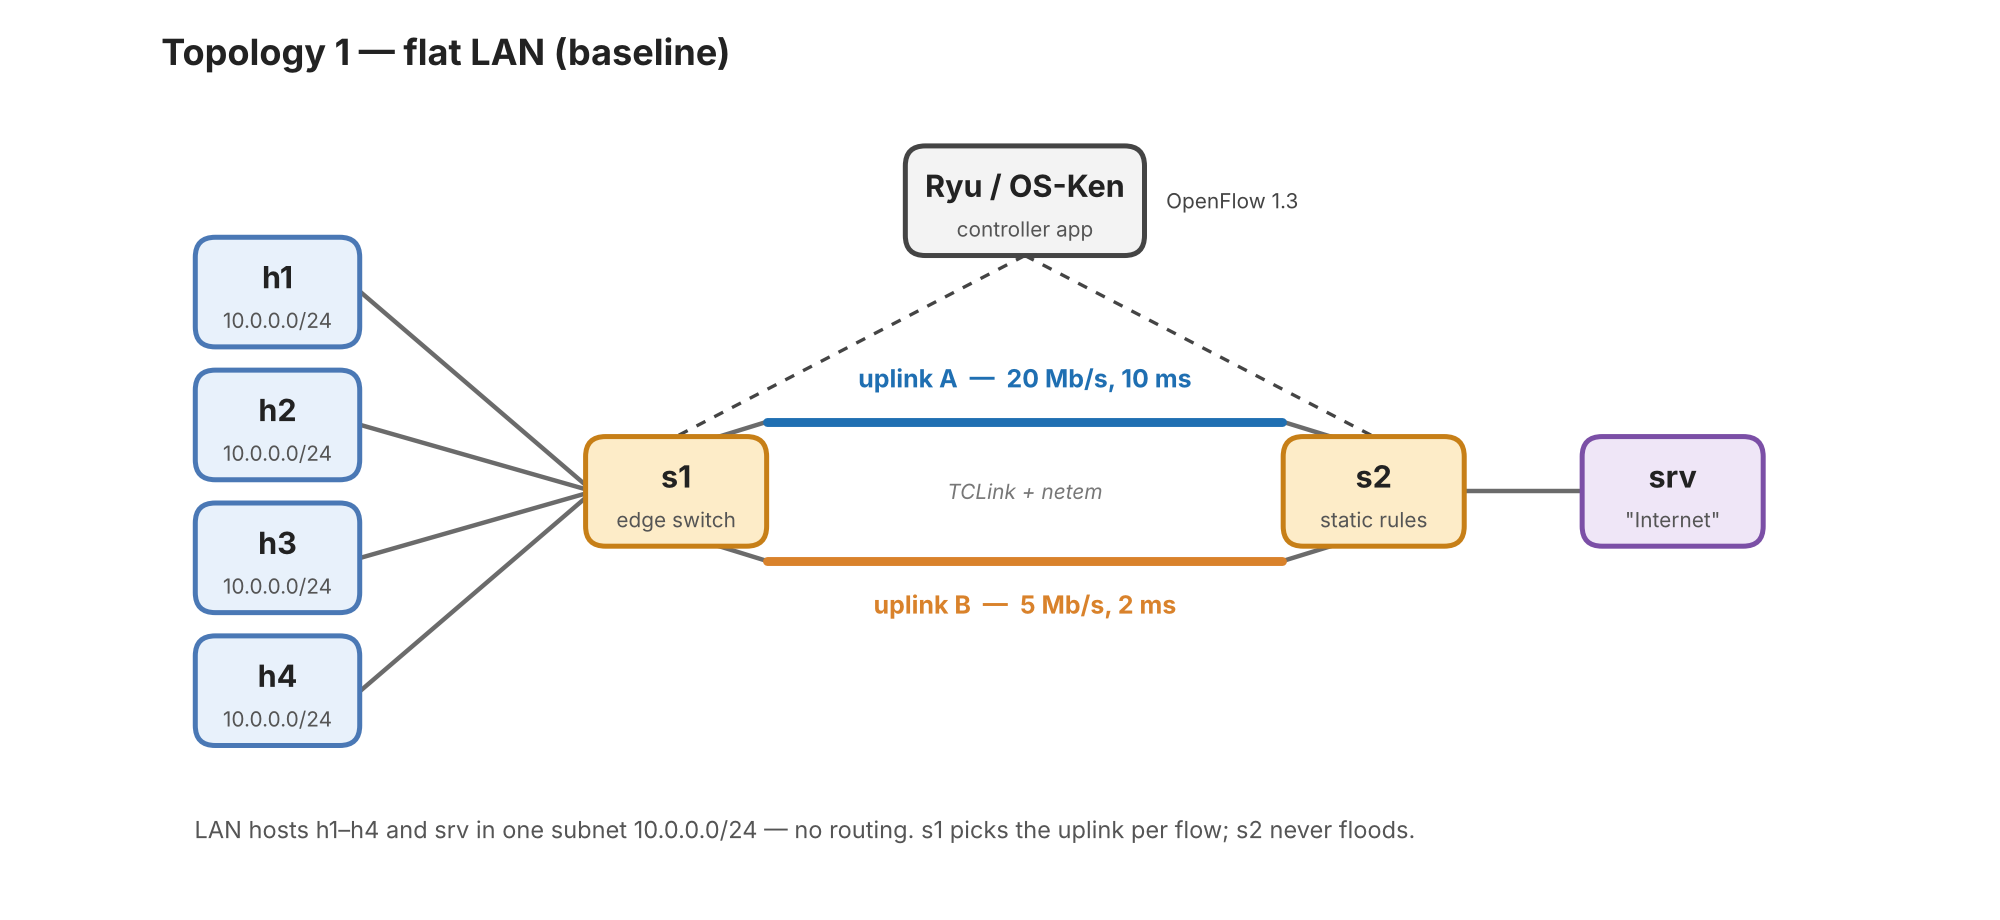 Topology 1 — flat LAN (baseline)
Ryu / OS-Ken
controller app
OpenFlow 1.3
h1
10.0.0.0/24
h2
10.0.0.0/24
h3
10.0.0.0/24
h4
10.0.0.0/24
uplink A — 20 Mb/s, 10 ms
s1
edge switch
TCLink + netem
s2
static rules
srv
"Internet"
uplink B — 5 Mb/s, 2 ms
LAN hosts h1–h4 and srv in one subnet 10.0.0.0/24 — no routing. s1 picks the uplink per flow; s2 never floods.